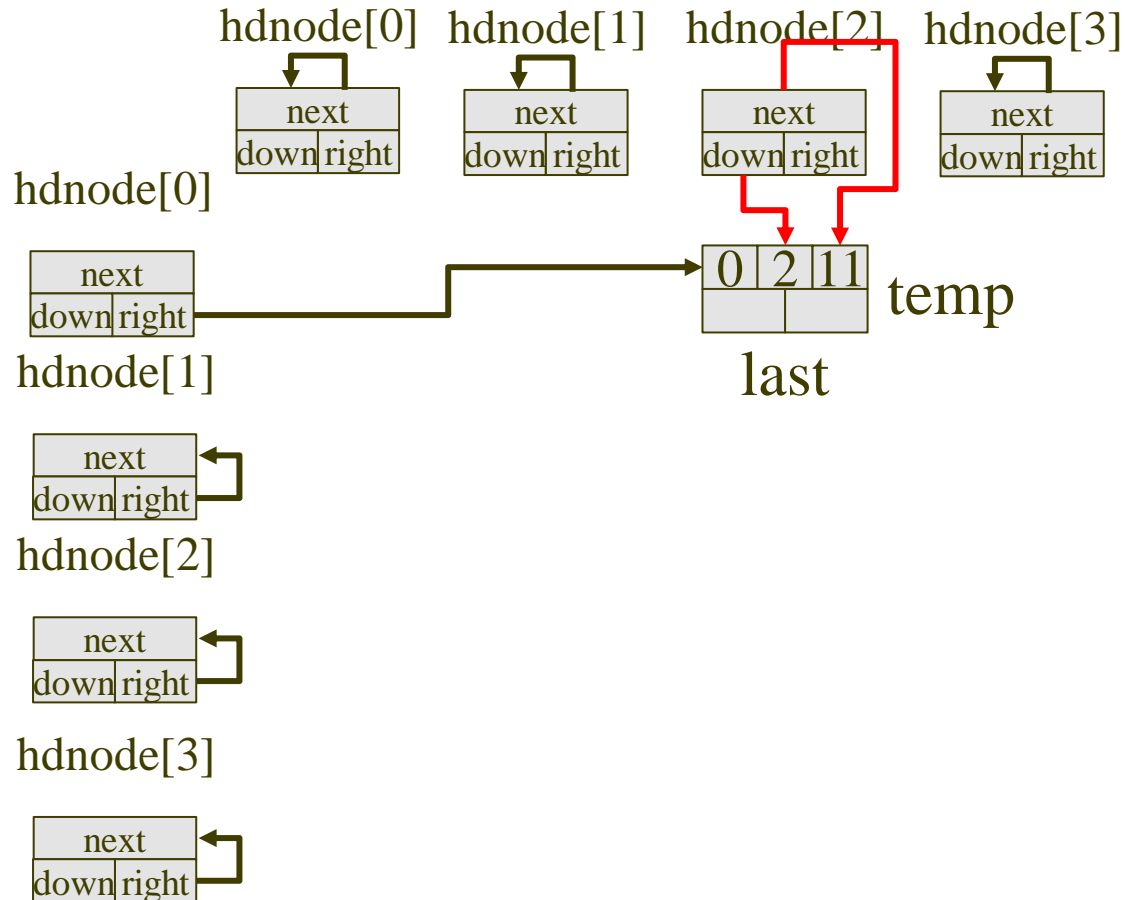 hdnode[0] hdnode[1] hdnode[2] hdnode[3]
next next next next
down right down right down right down right
hdnode[0]
next
down right
0 2 11
temp
last
hdnode[1]
next
down right
hdnode[2]
next
down right
hdnode[3]
next
down right